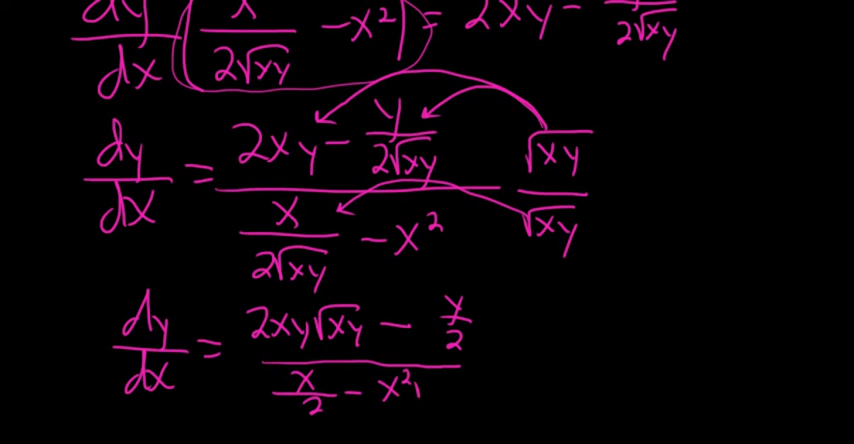 dy/dx (x/(2√xy) - x²) = 2xy - /(2√xy)
dy/dx = (2xy - y/(2√xy))/(x/(2√xy) - x²) √xy/√xy
dy/dx = (2xy√xy - y/2)/(x/2 - x²)